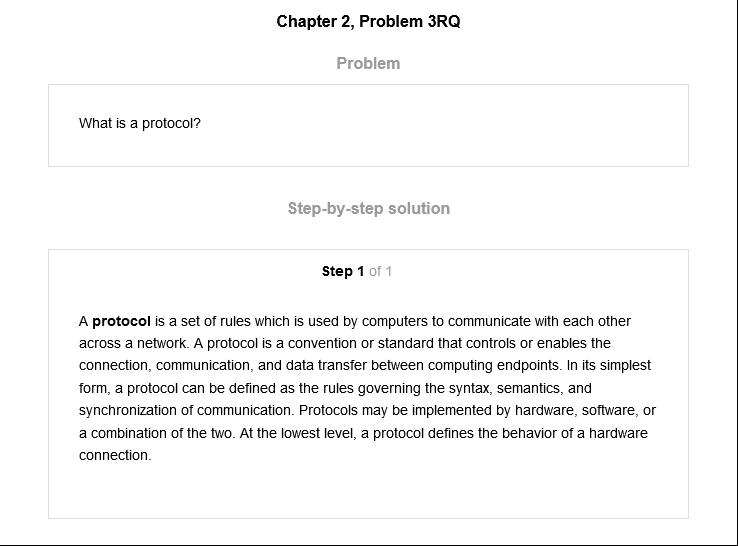 Chapter 2, Problem 3RQ
Problem
What is a protocol?
Step-by-step solution
Step 1 of 1
A protocol is a set of rules which is used by computers to communicate with each other
across a network. A protocol is a convention or standard that controls or enables the
connection, communication, and data transfer between computing endpoints. In its simplest
form, a protocol can be defined as the rules governing the syntax, semantics, and
synchronization of communication. Protocols may be implemented by hardware, software, or
a combination of the two. At the lowest level, a protocol defines the behavior of a hardware
connection.